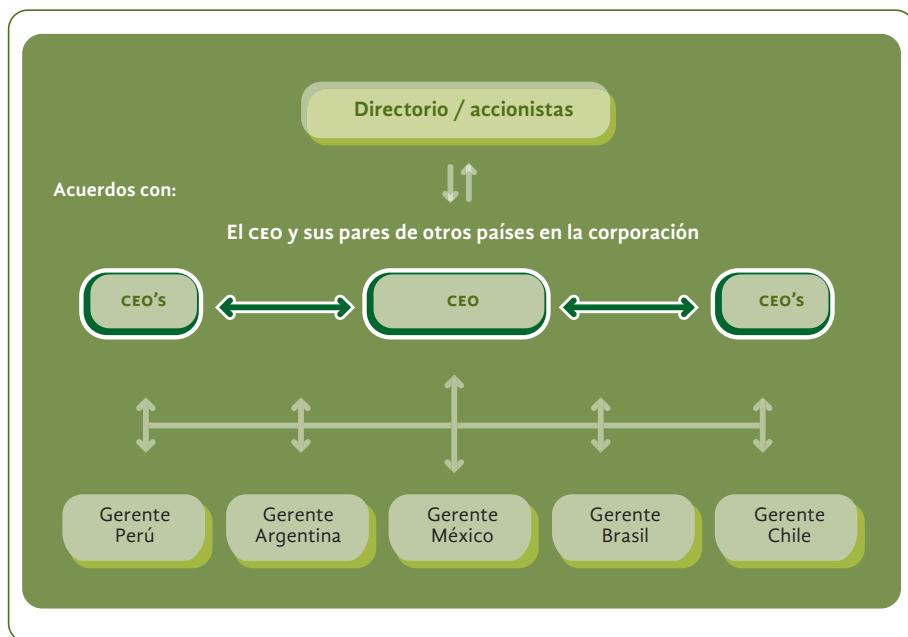 Directorio / accionistas
Acuerdos con:
El CEO y sus pares de otros países en la corporación
CEO'S
CEO
CEO'S
Gerente
Perú
Gerente
Argentina
Gerente
México
Gerente
Brasil
Gerente
Chile